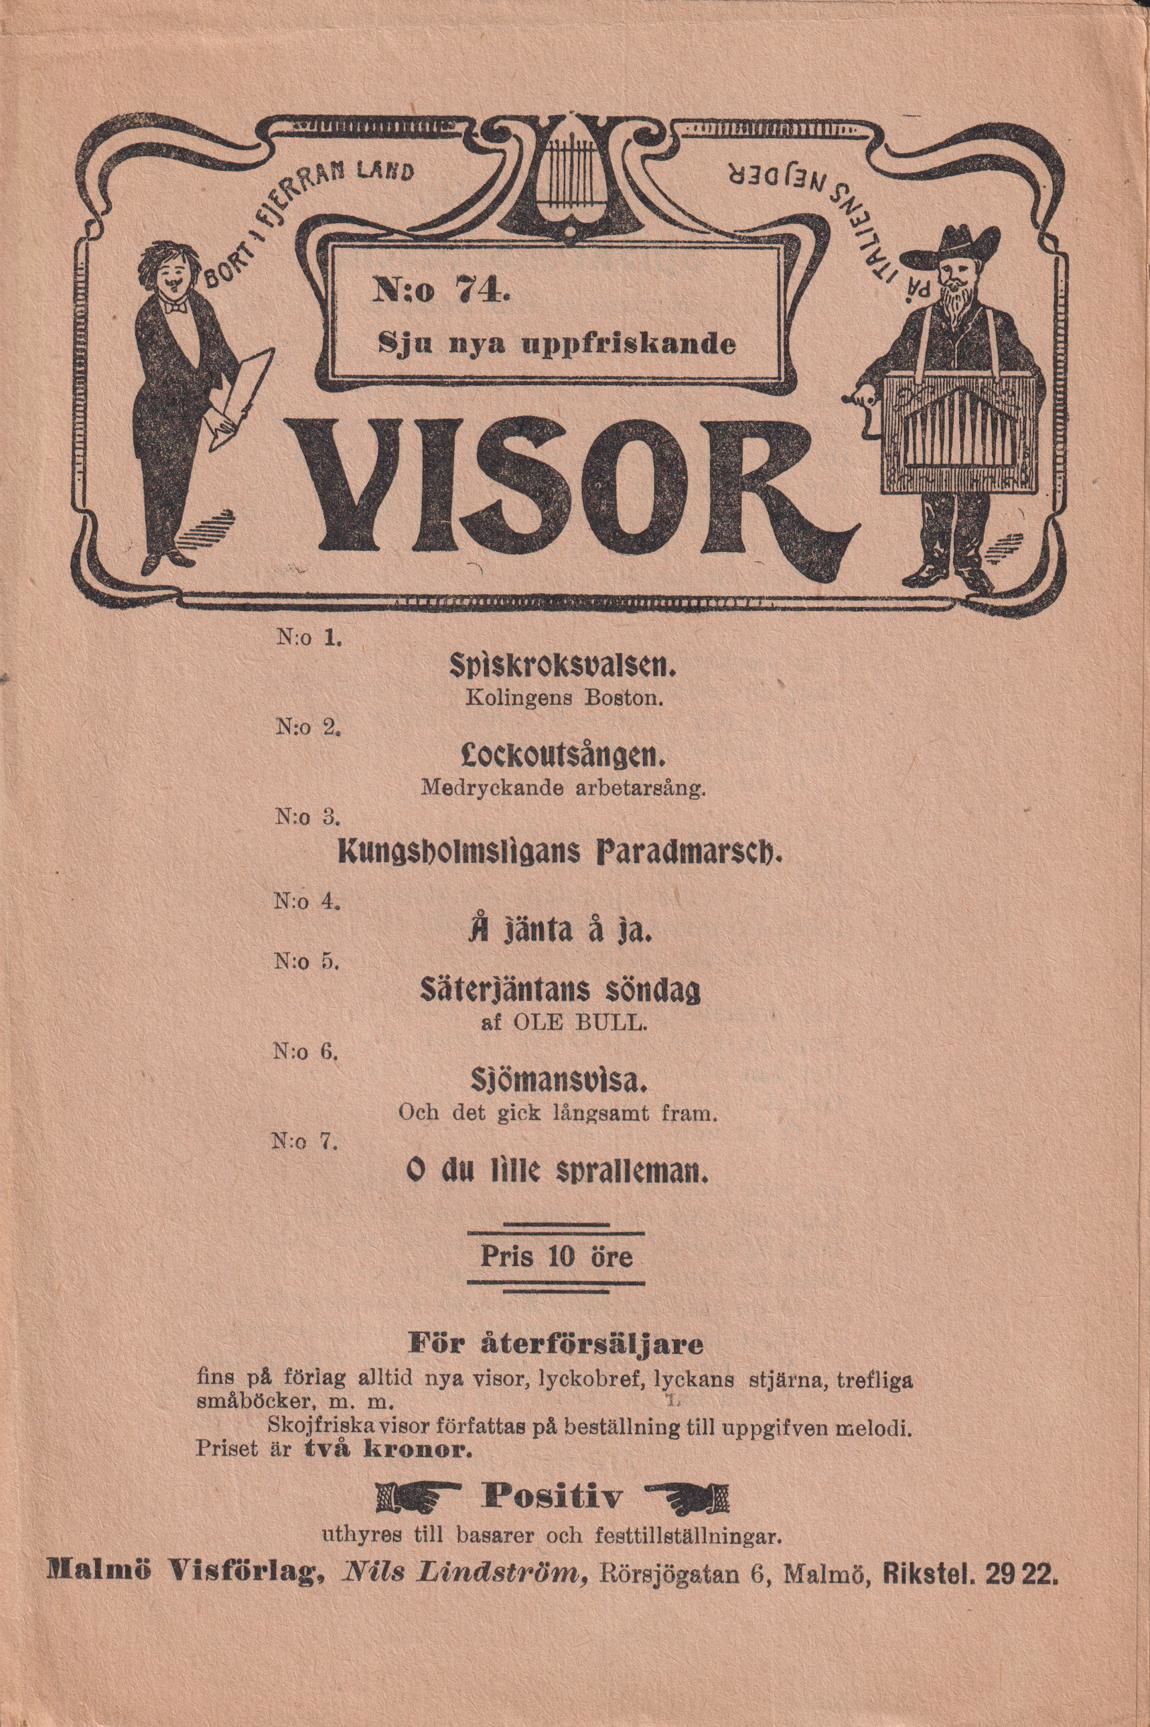 BORT I FJERRAN LAND
PÅ ITALIENS NEJDER
N:o 74.
Sju nya uppfriskande
VISOR
N:o 1.
Spiskroksvalsen.
Kolingens Boston.
N:o 2.
Lockoutsången.
Medryckande arbetarsång.
N:o 3.
Kungsholmsligans Paradmarsch.
N:o 4.
Å jänta å ja.
N:o 5.
Säterjäntans söndag
af OLE BULL.
N:o 6.
Sjömansvisa.
Och det gick långsamt fram.
N:o 7.
O du lille spralleman.
Pris 10 öre
För återförsäljare
fins på förlag alltid nya visor, lyckobref, lyckans stjärna, trefliga
småböcker, m. m.
Skojfriska visor författas på beställning till uppgifven melodi.
Priset är två kronor.
Positiv
uthyres till basarer och festtillställningar.
Malmö Visförlag, Nils Lindström, Rörsjögatan 6, Malmö, Rikstel. 29 22.